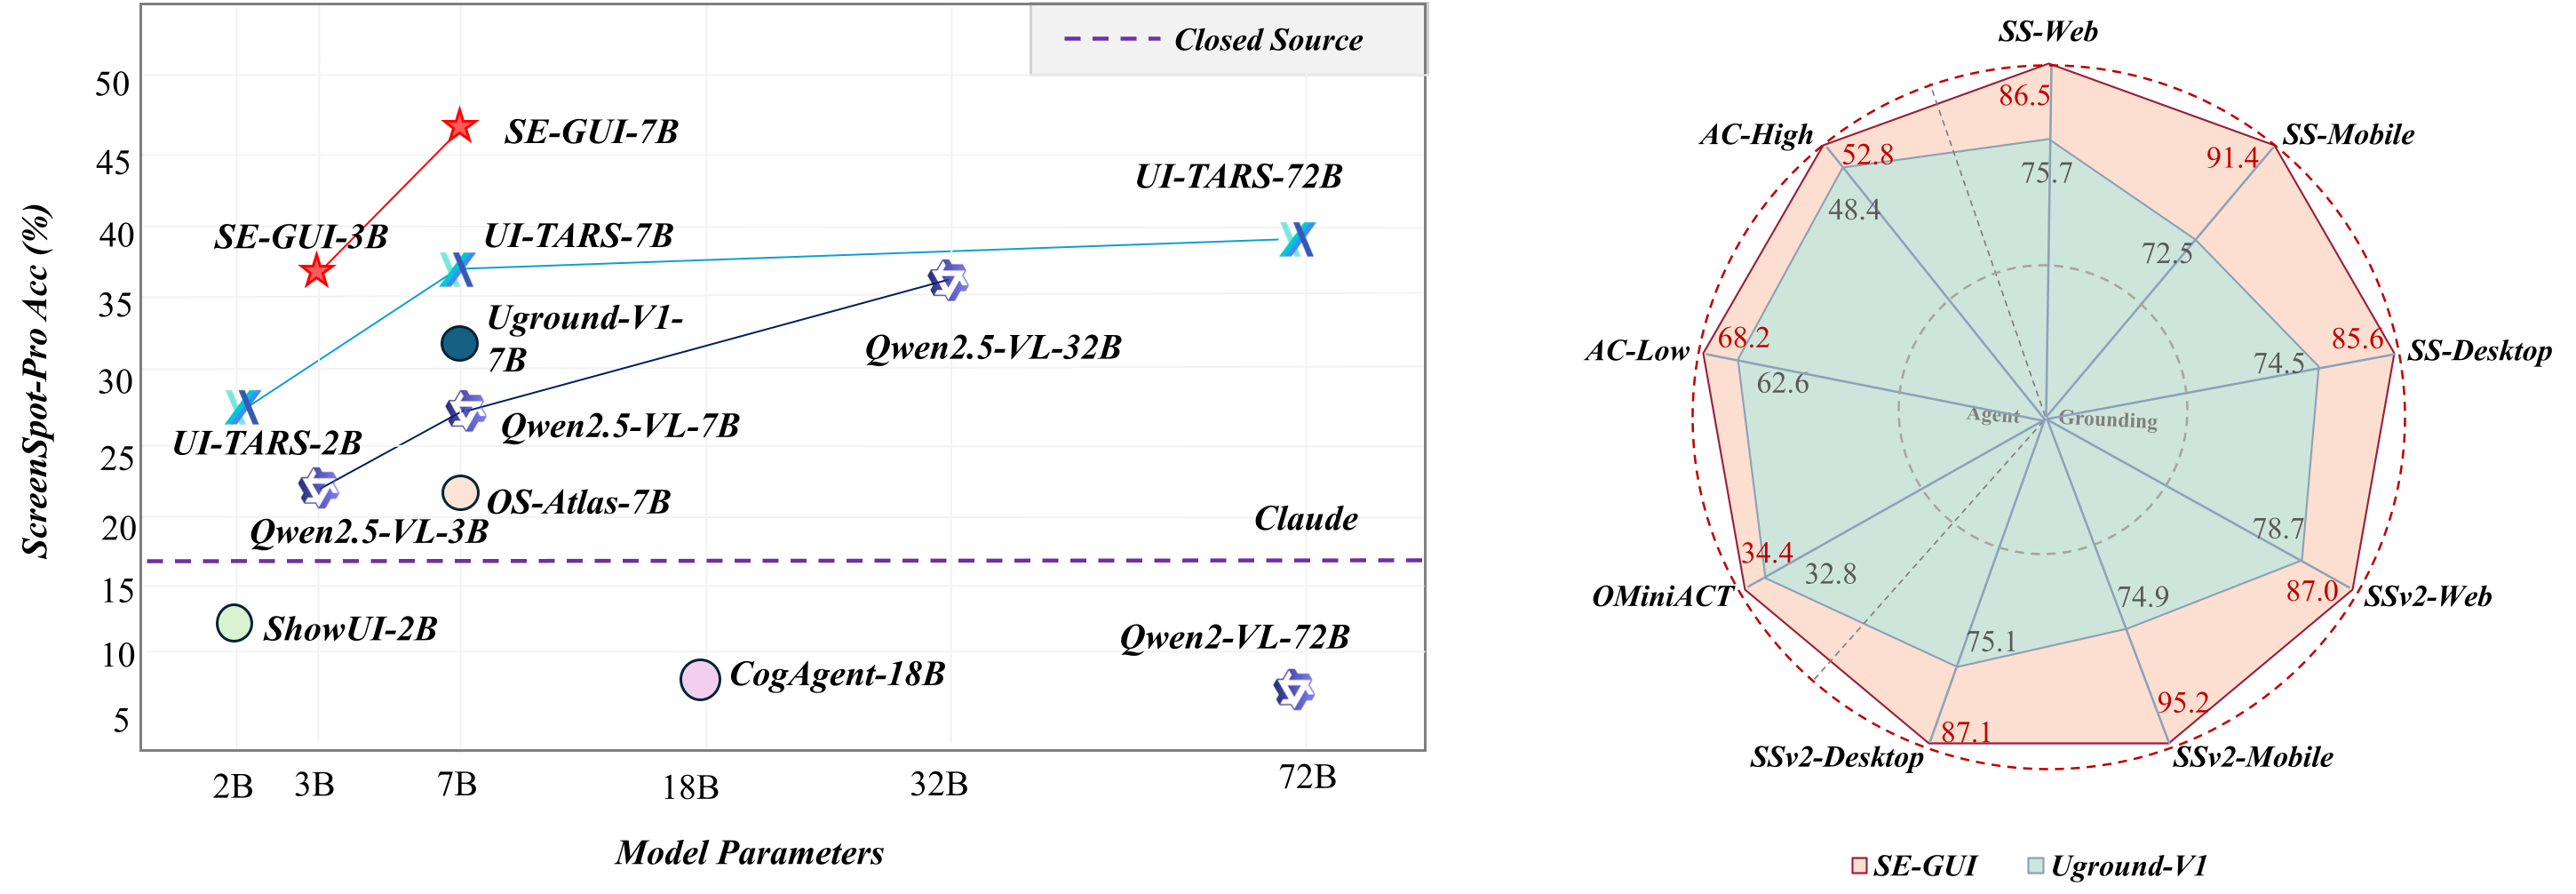 Closed Source
ScreenSpot-Pro Acc (%)
50
45
40
35
30
25
20
15
10
5
SE-GUI-7B
UI-TARS-72B
SE-GUI-3B
UI-TARS-7B
Uground-V1-
7B
Qwen2.5-VL-32B
Qwen2.5-VL-7B
UI-TARS-2B
OS-Atlas-7B
Qwen2.5-VL-3B
Claude
ShowUI-2B
Qwen2-VL-72B
CogAgent-18B
2B
3B
7B
18B
32B
72B
Model Parameters
SS-Web
86.5
75.7
SS-Mobile
91.4
72.5
SS-Desktop
85.6
74.5
SSv2-Web
87.0
78.7
SSv2-Mobile
95.2
74.9
SSv2-Desktop
87.1
75.1
OMiniACT
34.4
32.8
AC-Low
68.2
62.6
AC-High
52.8
48.4
Agent
Grounding
SE-GUI
Uground-V1